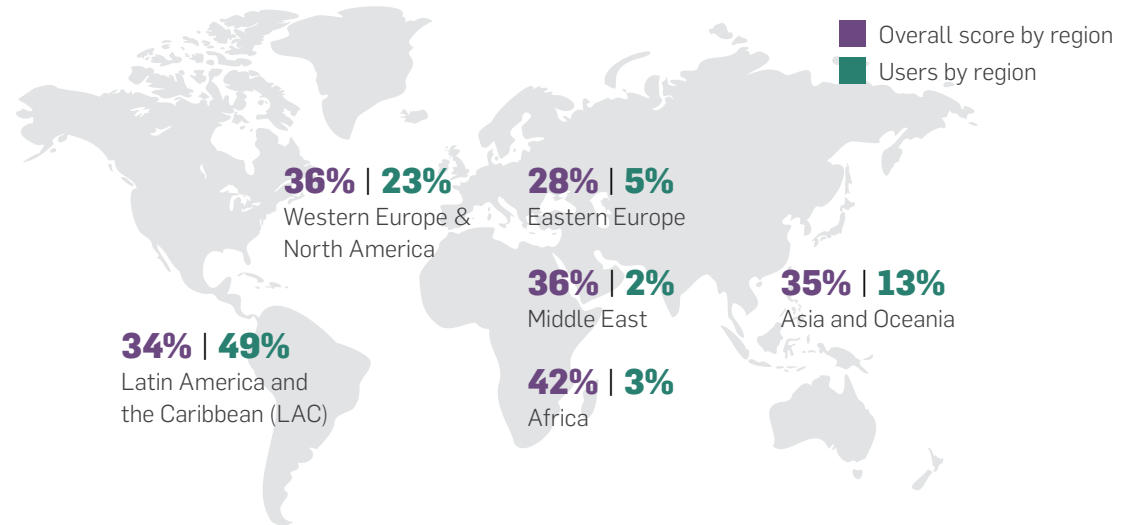 Overall score by region
Users by region
36% | 23%
Western Europe &
North America
28% | 5%
Eastern Europe
36% | 2%
Middle East
35% | 13%
Asia and Oceania
34% | 49%
Latin America and
the Caribbean (LAC)
42% | 3%
Africa